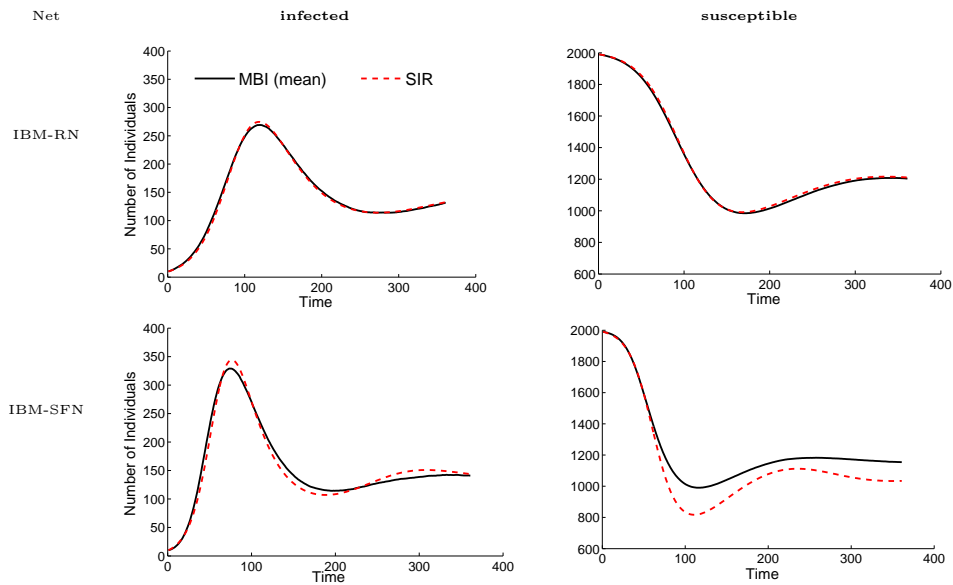 Net infected susceptible
IBM-RN
Number of Individuals
400
350
300
250
200
150
100
50
0
MBI (mean) SIR
0 100 200 300 400
Time
2000
1800
1600
1400
1200
1000
800
600
0 100 200 300 400
Time
IBM-SFN
Number of Individuals
400
350
300
250
200
150
100
50
0
0 100 200 300 400
Time
2000
1800
1600
1400
1200
1000
800
600
0 100 200 300 400
Time